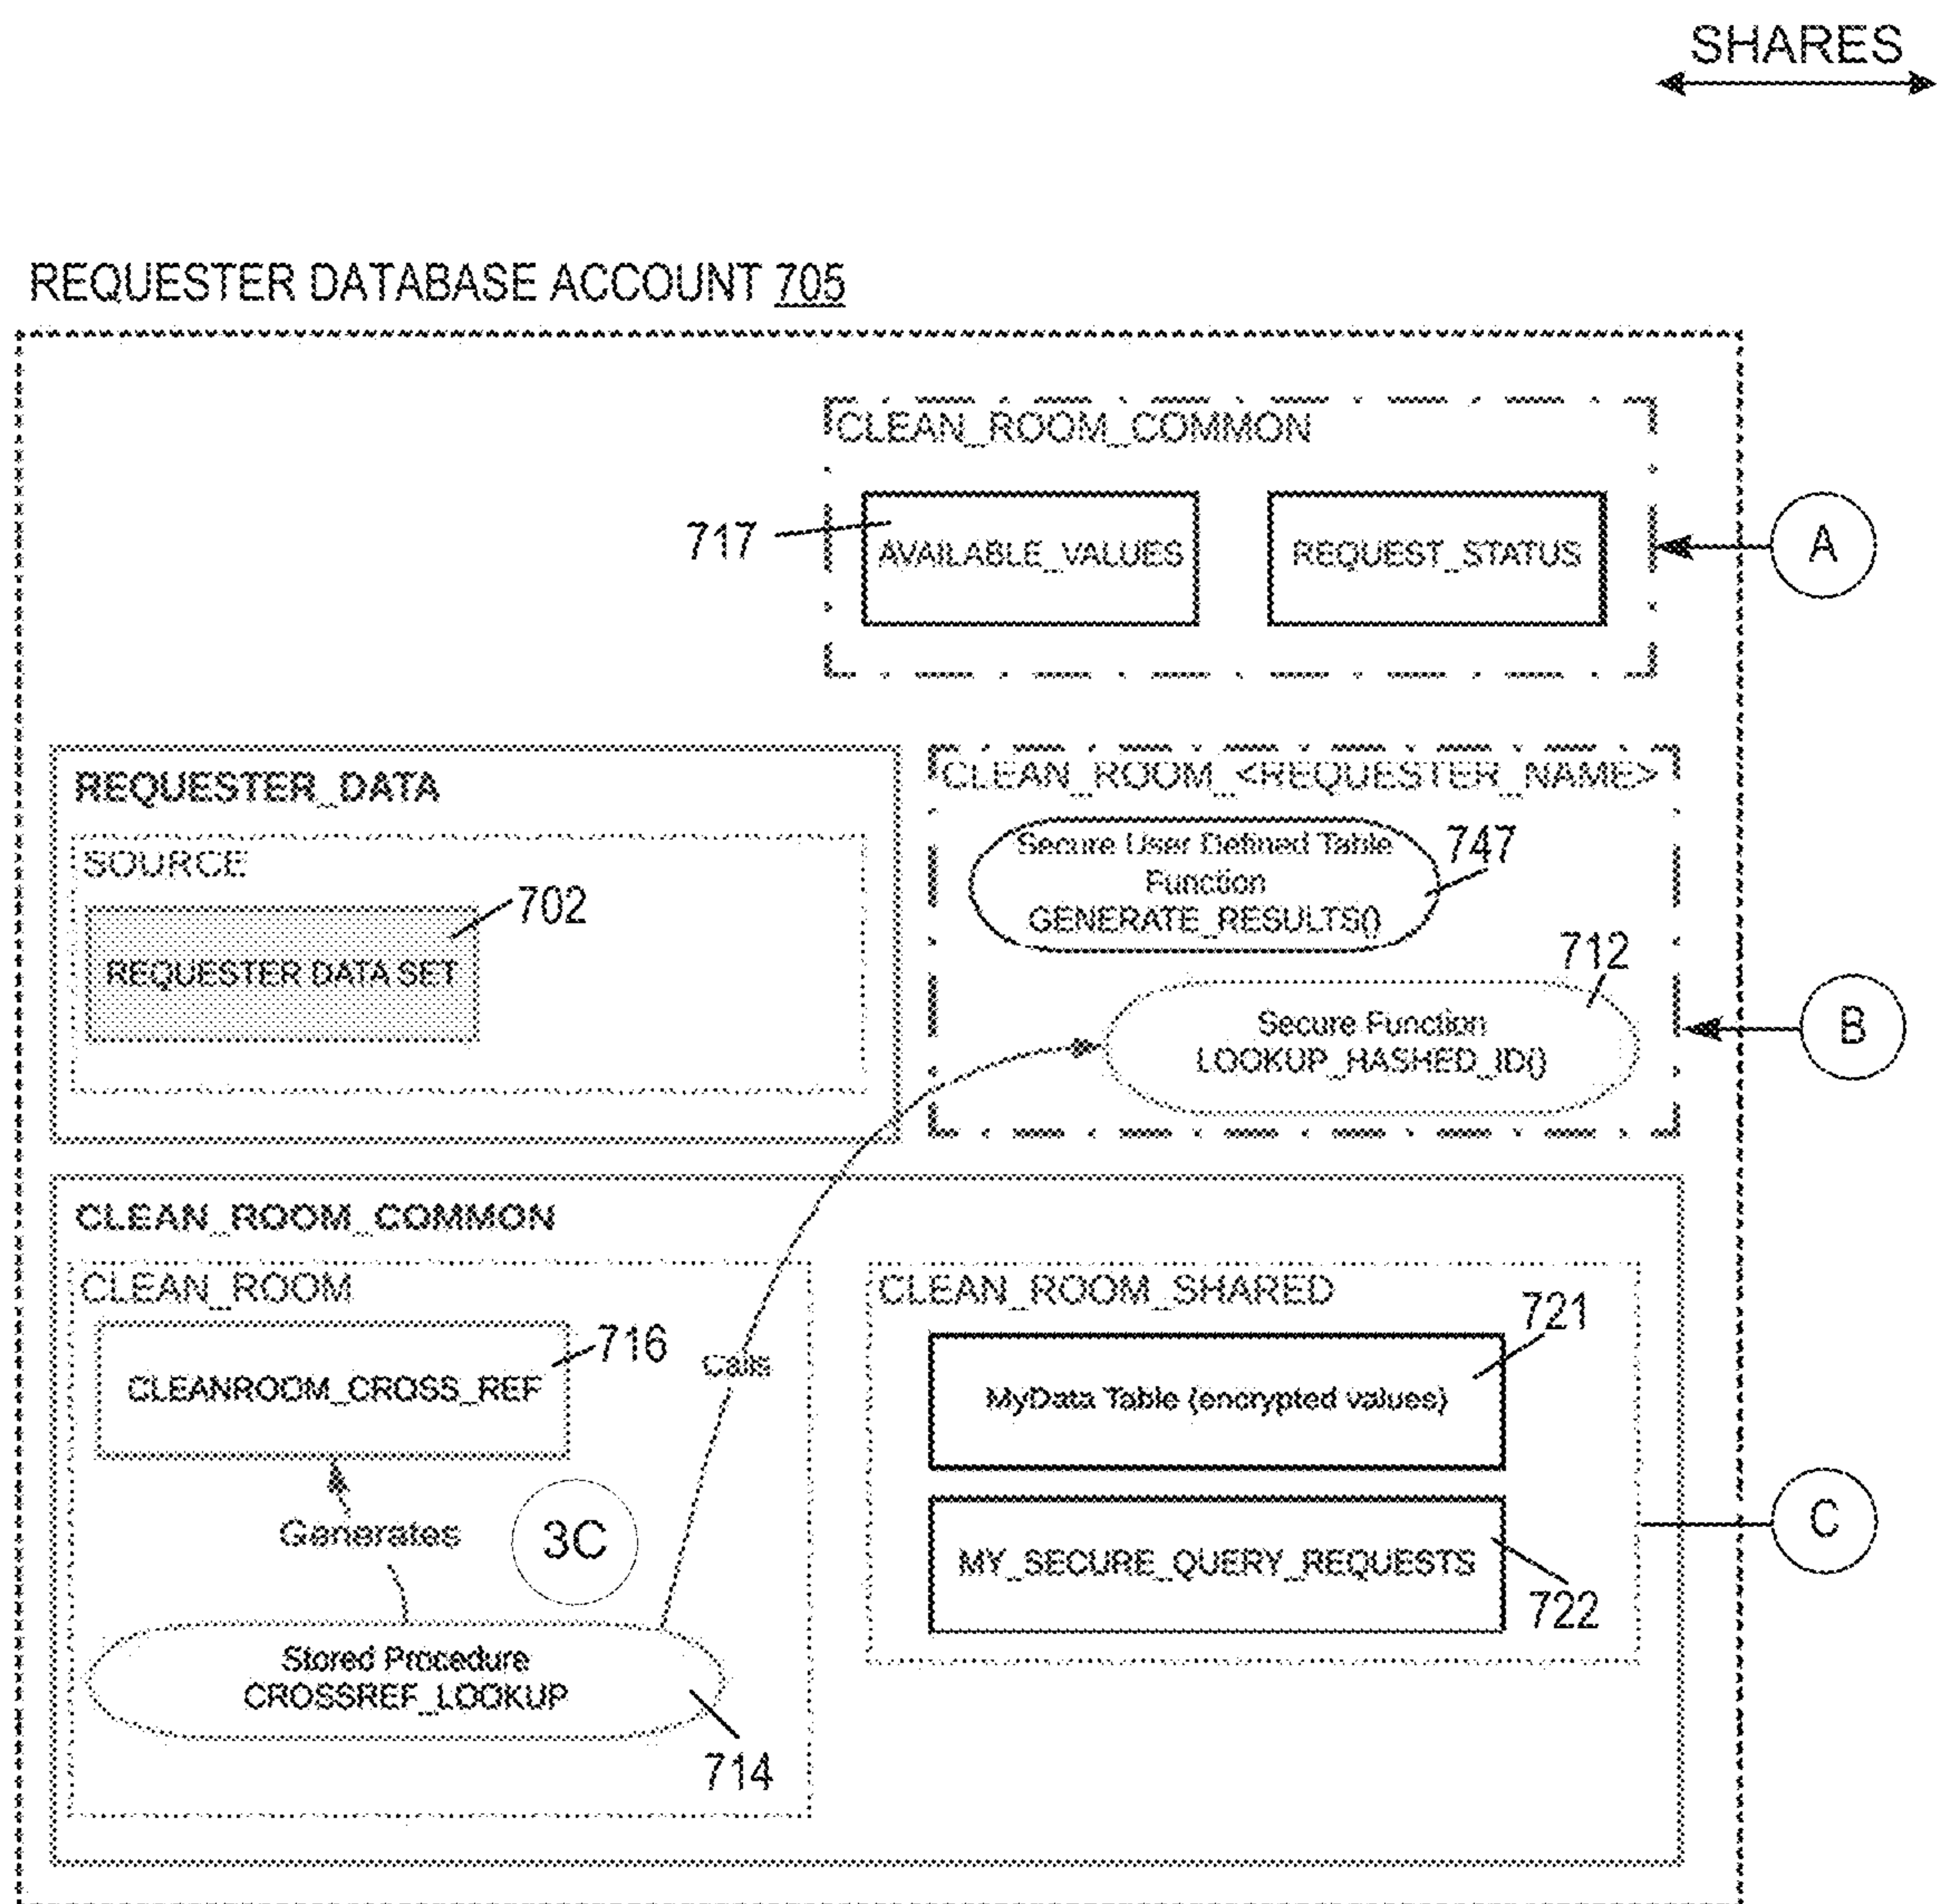 SHARES
REQUESTER DATABASE ACCOUNT 705
CLEAN_ROOM_COMMON
717
AVAILABLE_VALUES
REQUEST_STATUS
A
REQUESTER_DATA
SOURCE
702
REQUESTER DATA SET
CLEAN_ROOM_<REQUESTER_NAME>
Secure User Defined Table
Function
GENERATE_RESULTS()
747
712
Secure Function
LOOKUP_HASHED_ID()
B
CLEAN_ROOM_COMMON
CLEAN_ROOM
716
CLEANROOM_CROSS_REF
Calls
Generates
3C
Stored Procedure
CROSSREF_LOOKUP
714
CLEAN_ROOM_SHARED
721
MyData Table (encrypted values)
MY_SECURE_QUERY_REQUESTS
722
C